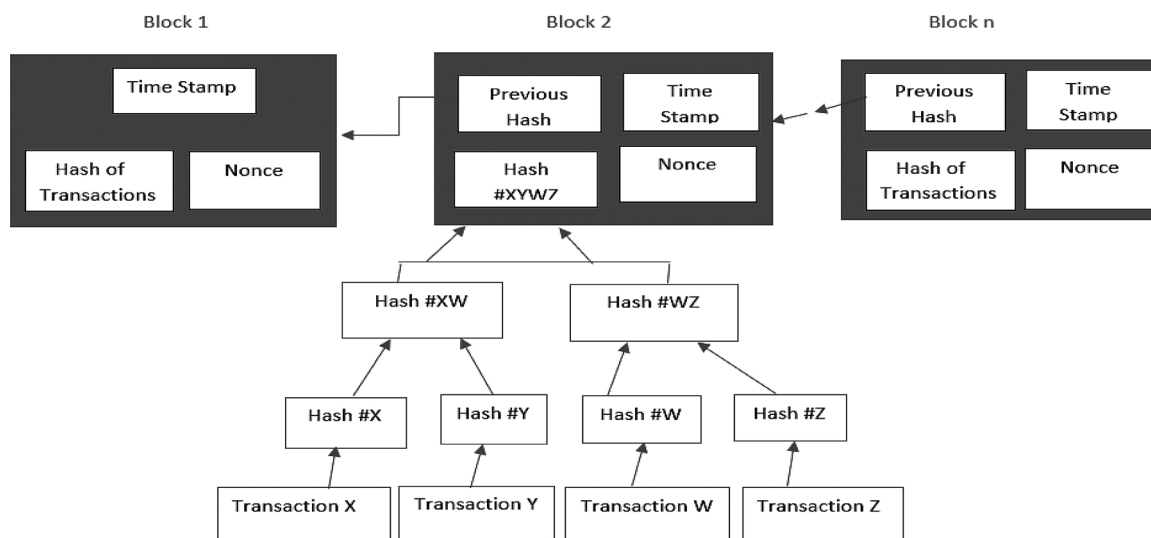 Block 1
Block 2
Block n
Time Stamp
Hash of
Transactions
Nonce
Previous
Hash
Time
Stamp
Hash
#XYWZ
Nonce
Previous
Hash
Time
Stamp
Hash of
Transactions
Nonce
Hash #XW
Hash #WZ
Hash #X
Hash #Y
Hash #W
Hash #Z
Transaction X
Transaction Y
Transaction W
Transaction Z